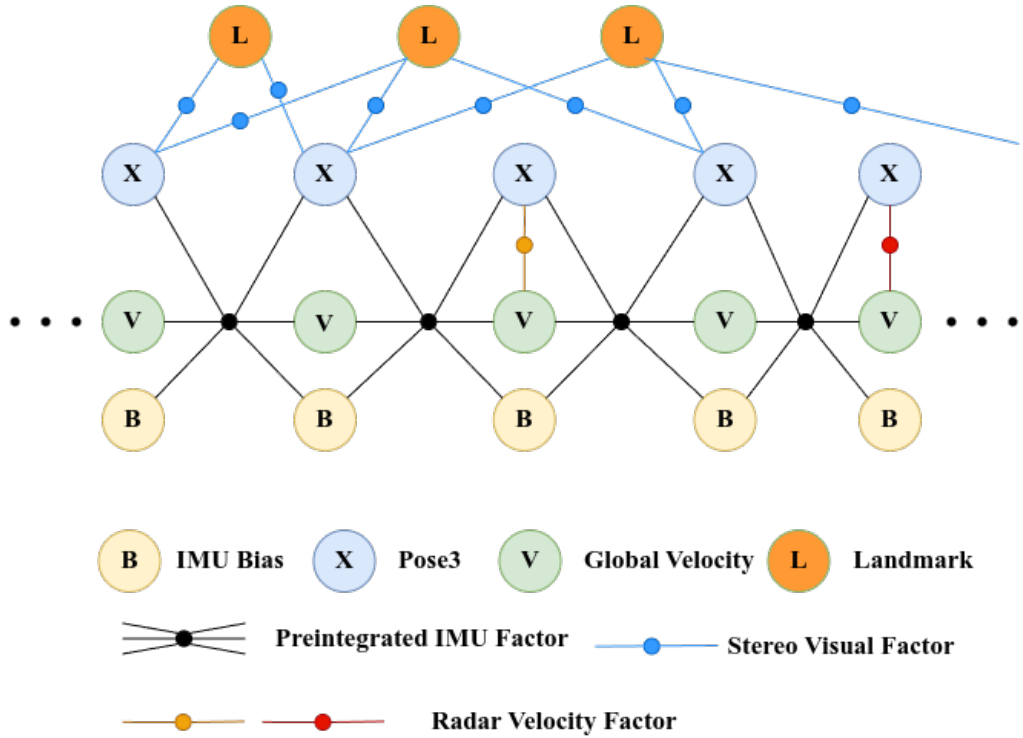 L L L
X X X X X
V V V V V
B B B B B
B IMU Bias X Pose3 V Global Velocity L Landmark
Preintegrated IMU Factor Stereo Visual Factor
Radar Velocity Factor